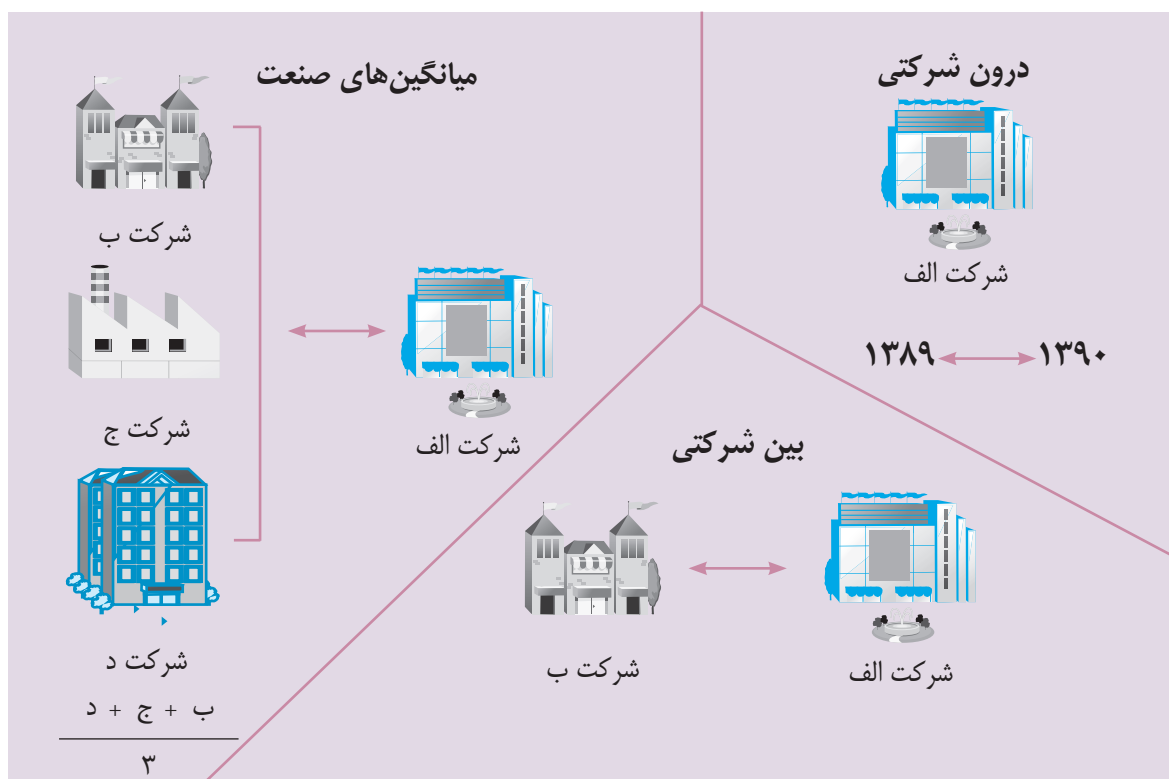 درون شرکتی
شرکت الف
۱۳۹۰
۱۳۸۹
میانگین‌های صنعت
شرکت ب
شرکت ج
شرکت د
ب + ج + د
۳
شرکت الف
بین شرکتی
شرکت الف
شرکت ب